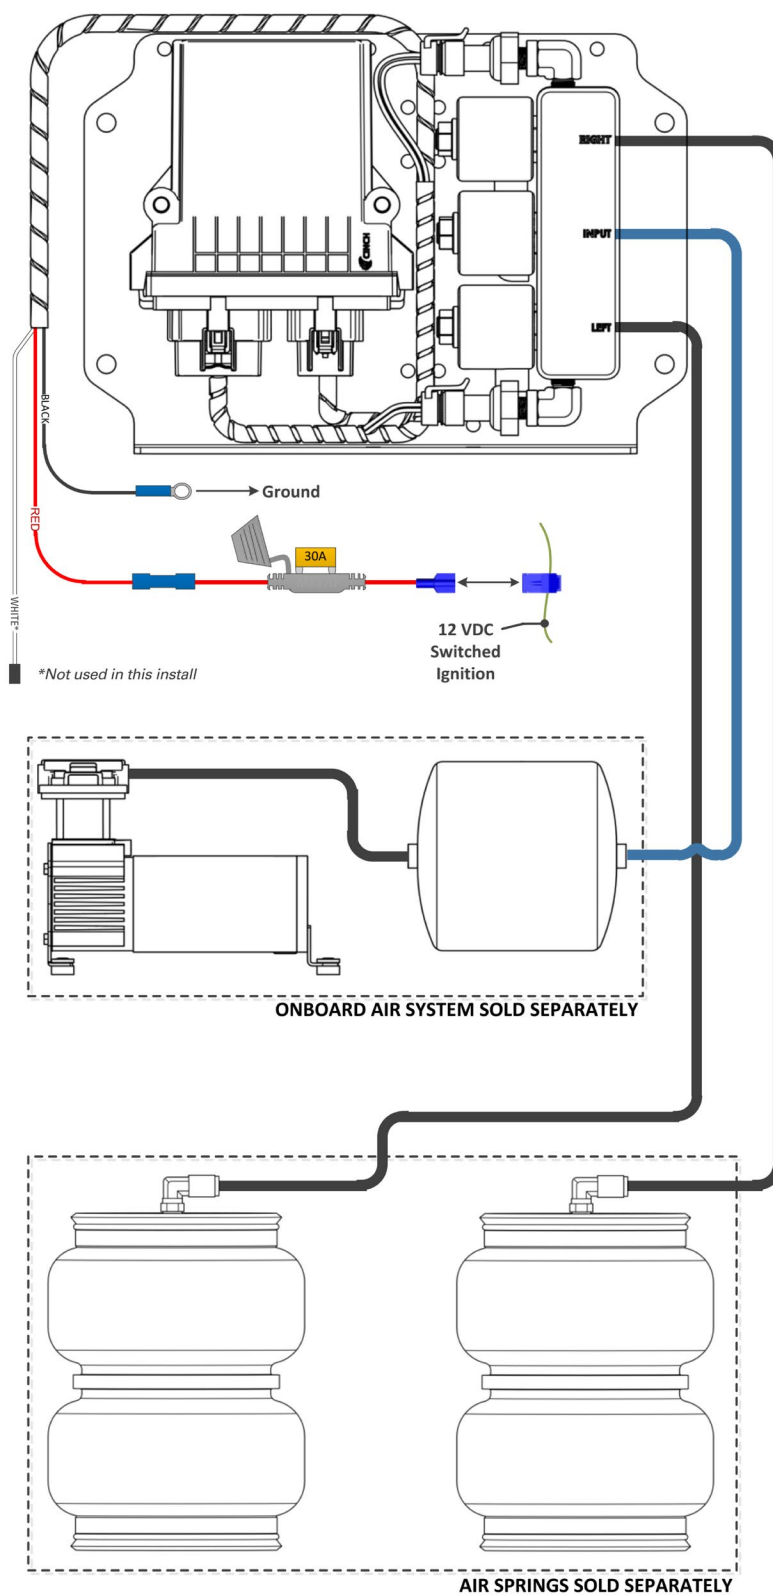 RIGHT
INPUT
CINCH
LEFT
BLACK
Ground
RED
30A
WHITE*
12 VDC
Switched
Ignition
*Not used in this install
ONBOARD AIR SYSTEM SOLD SEPARATELY
AIR SPRINGS SOLD SEPARATELY